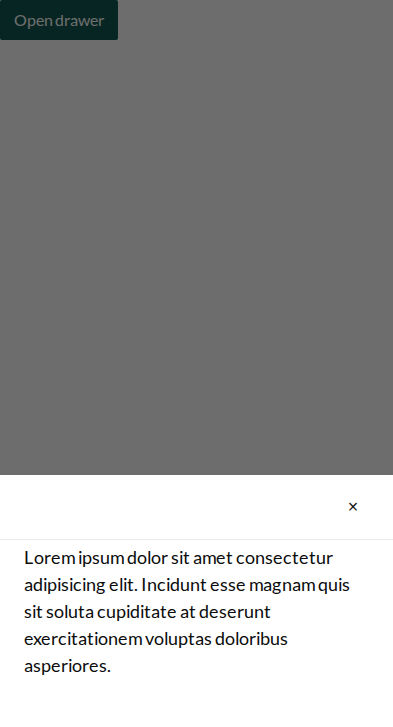 Open drawer
×
Lorem ipsum dolor sit amet consectetur
adipisicing elit. Incidunt esse magnam quis
sit soluta cupiditate at deserunt
exercitationem voluptas doloribus
asperiores.